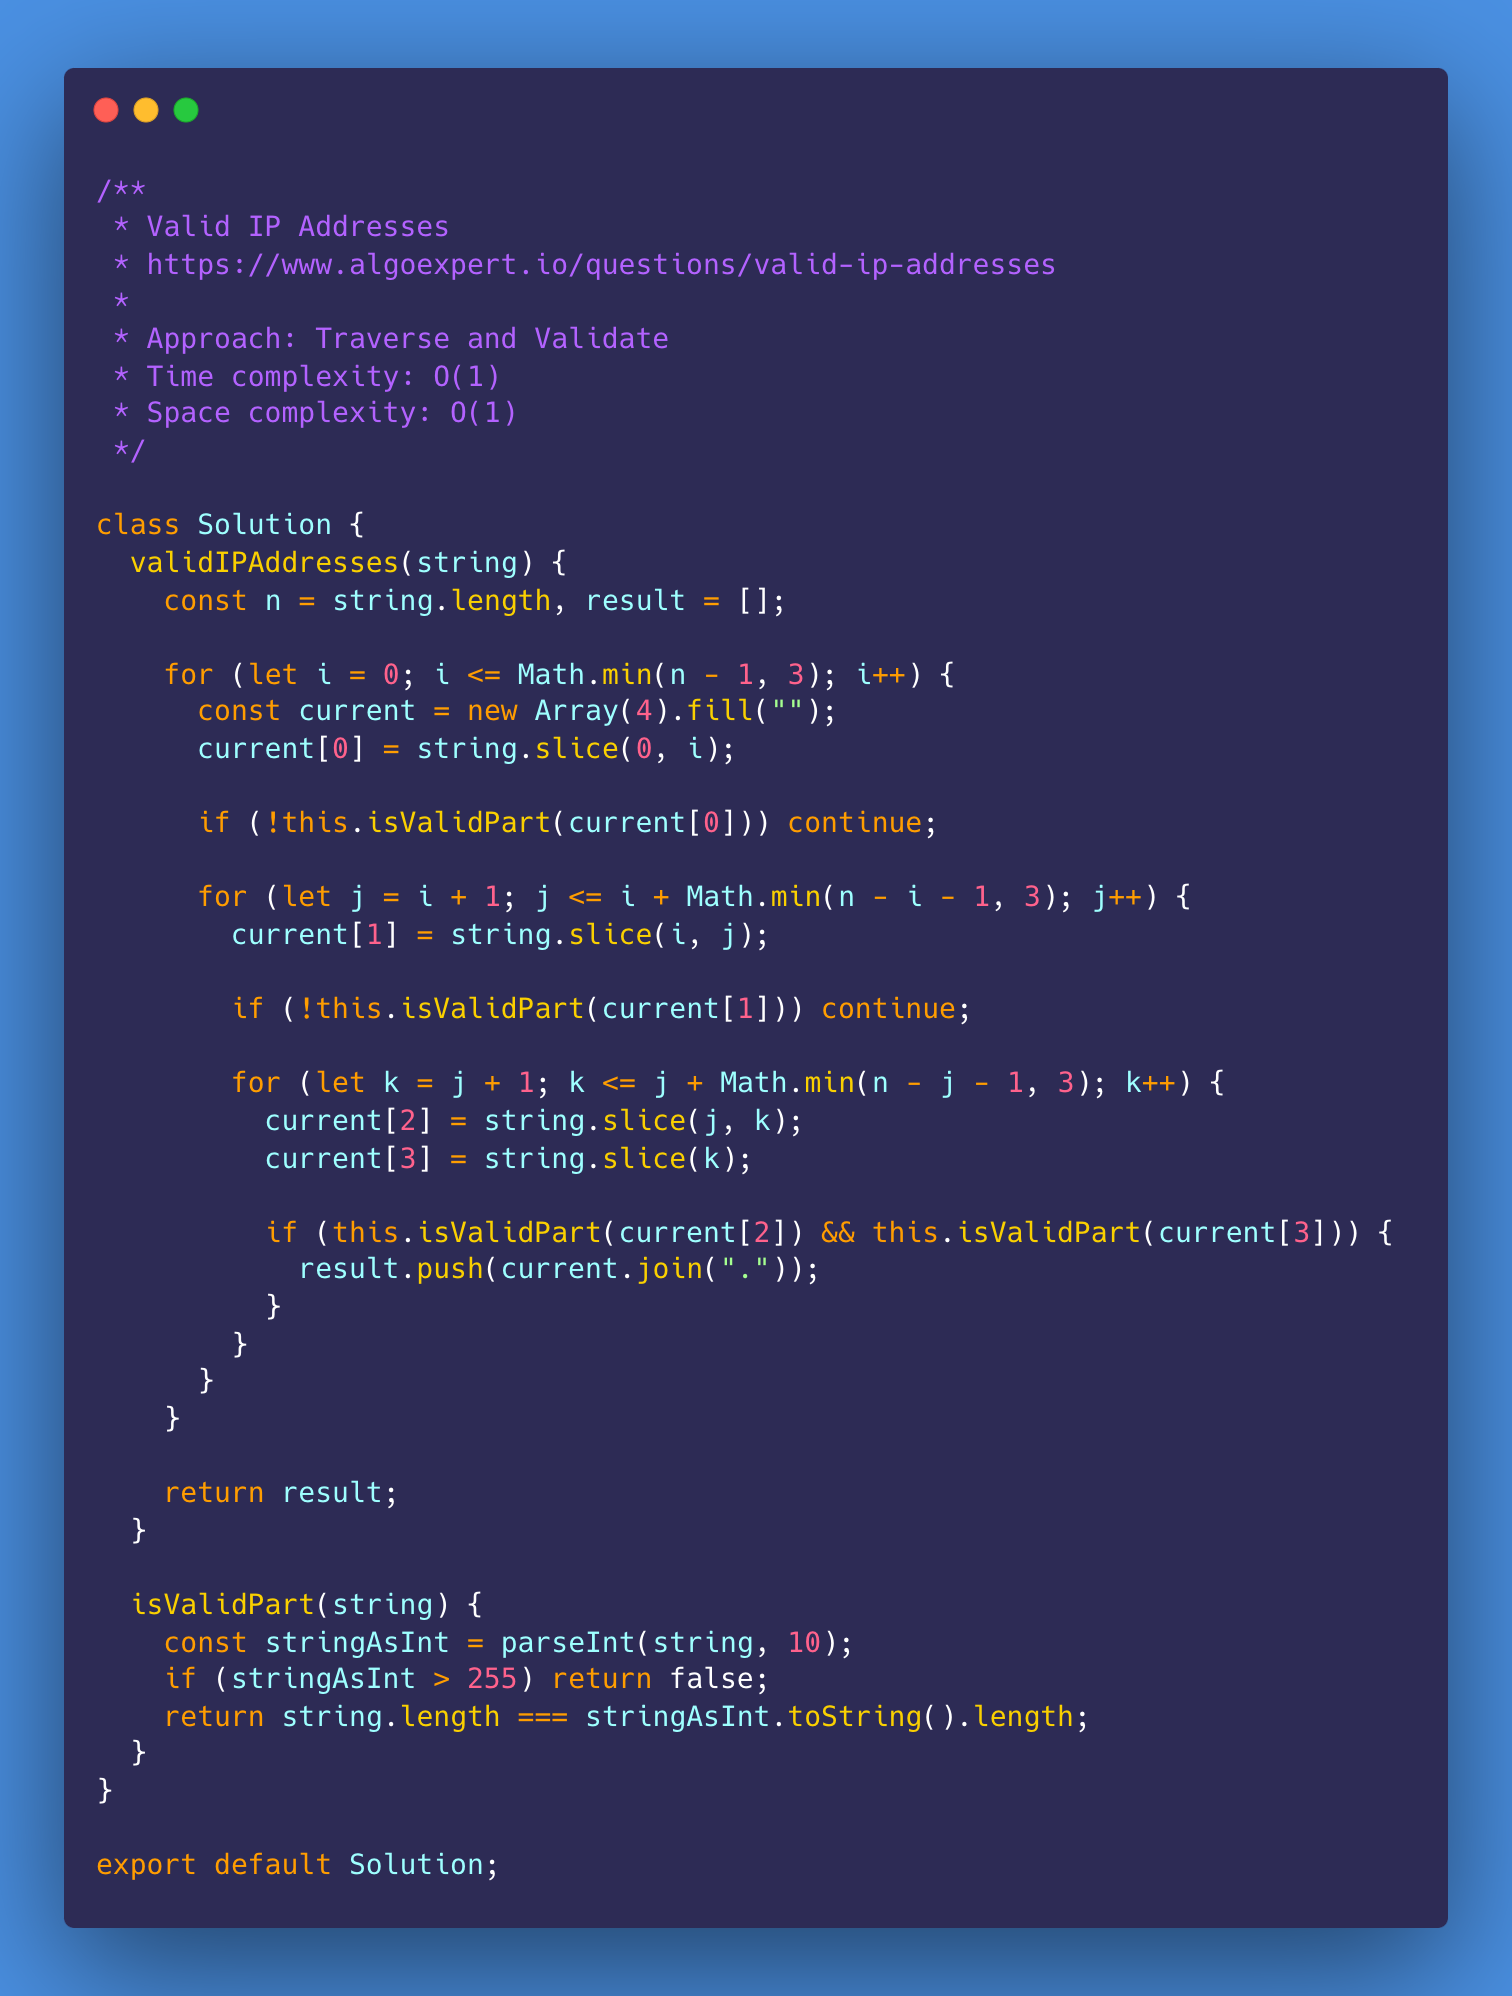 /**
 * Valid IP Addresses
 * https://www.algoexpert.io/questions/valid-ip-addresses
 *
 * Approach: Traverse and Validate
 * Time complexity: O(1)
 * Space complexity: O(1)
 */

class Solution {
  validIPAddresses(string) {
    const n = string.length, result = [];

    for (let i = 0; i <= Math.min(n - 1, 3); i++) {
      const current = new Array(4).fill("");
      current[0] = string.slice(0, i);

      if (!this.isValidPart(current[0])) continue;

      for (let j = i + 1; j <= i + Math.min(n - i - 1, 3); j++) {
        current[1] = string.slice(i, j);

        if (!this.isValidPart(current[1])) continue;

        for (let k = j + 1; k <= j + Math.min(n - j - 1, 3); k++) {
          current[2] = string.slice(j, k);
          current[3] = string.slice(k);

          if (this.isValidPart(current[2]) && this.isValidPart(current[3])) {
            result.push(current.join("."));
          }
        }
      }
    }

    return result;
  }

  isValidPart(string) {
    const stringAsInt = parseInt(string, 10);
    if (stringAsInt > 255) return false;
    return string.length === stringAsInt.toString().length;
  }
}

export default Solution;